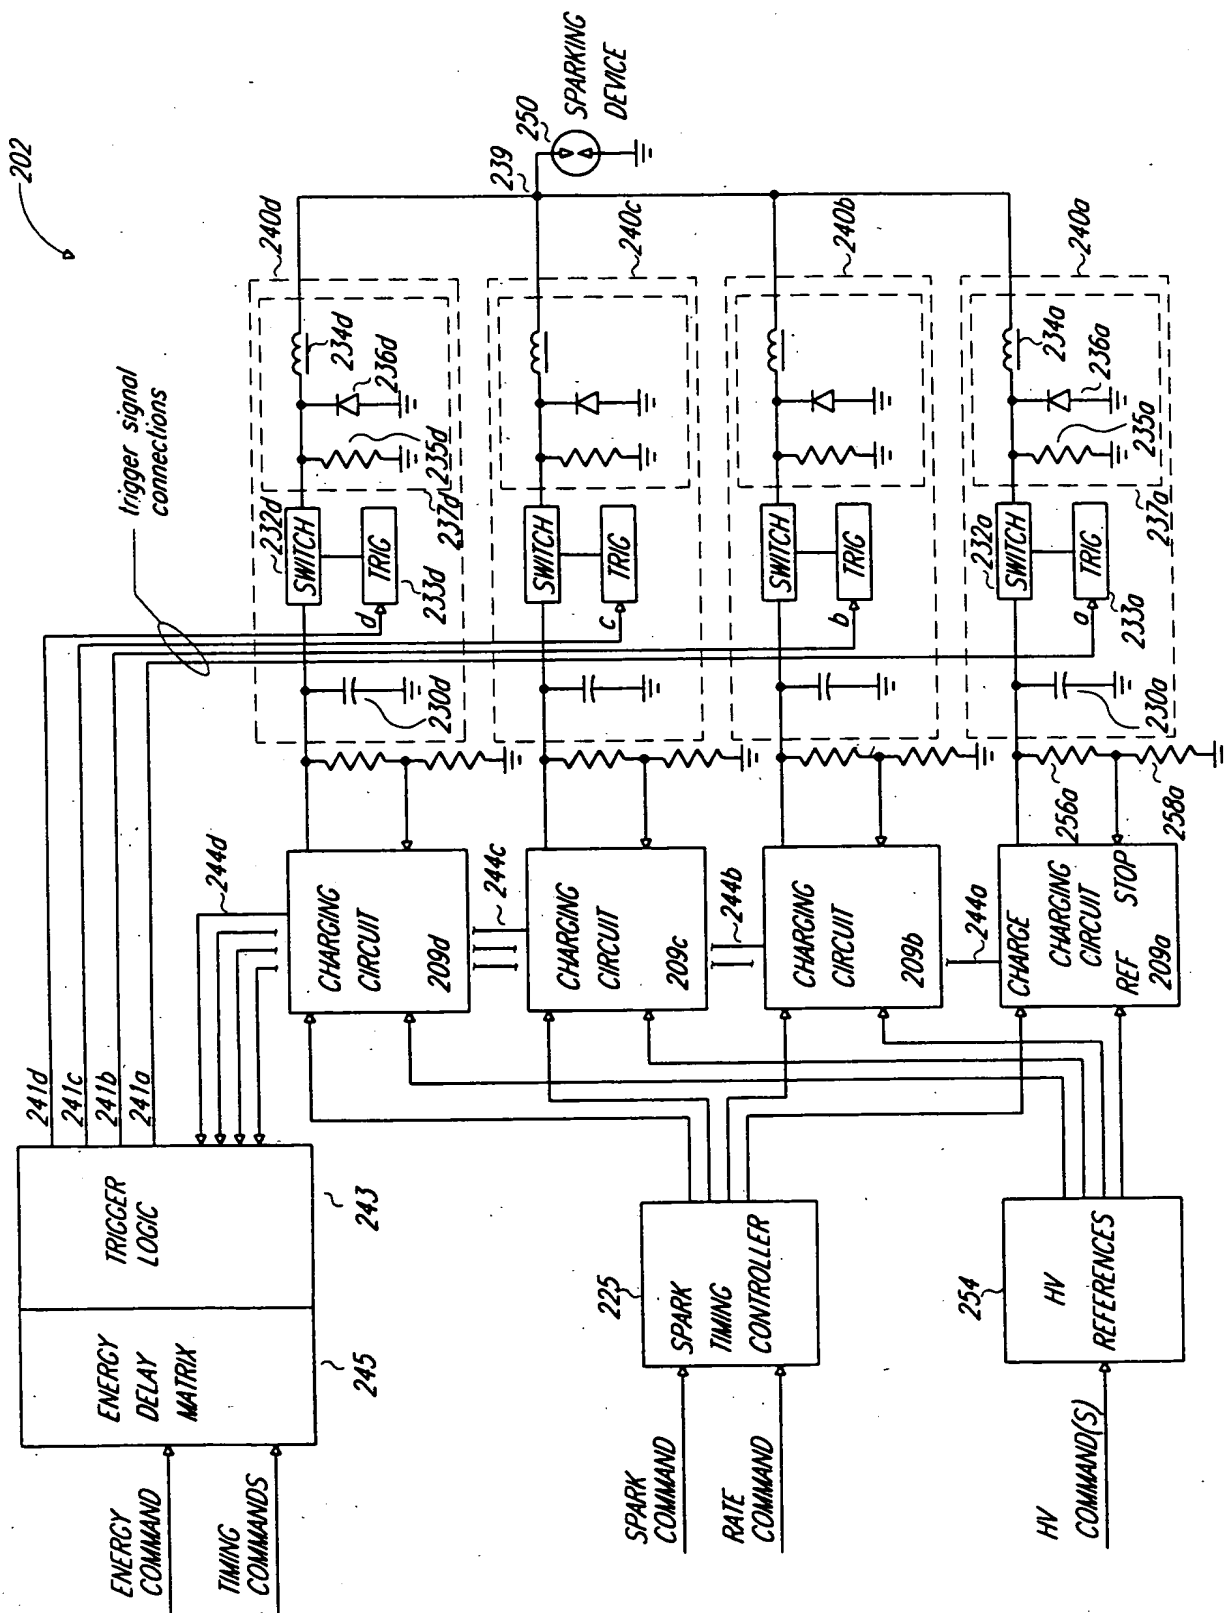 202
trigger signal
connections
ENERGY
COMMAND
TIMING
COMMANDS
ENERGY
DELAY
MATRIX
245
TRIGGER
LOGIC
243
241d
241c
241b
241a
244d
CHARGING
CIRCUIT
209d
230d
232d
SWITCH
d
TRIG
233d
237d
235d
236d
234d
240d
244c
CHARGING
CIRCUIT
209c
SWITCH
c
TRIG
240c
239
250
SPARKING
DEVICE
SPARK
COMMAND
RATE
COMMAND
225
SPARK
TIMING
CONTROLLER
244b
CHARGING
CIRCUIT
209b
SWITCH
b
TRIG
240b
HV
COMMAND(S)
254
HV
REFERENCES
244a
CHARGE
CHARGING
CIRCUIT
REF STOP
209a
256a
258a
230a
232a
SWITCH
a
TRIG
233a
237a
235a
236a
234a
240a